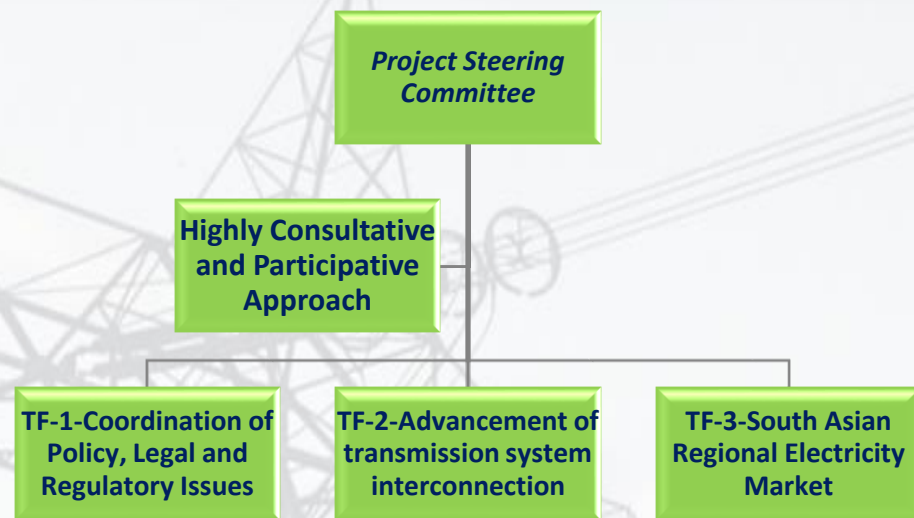 Project Steering
Committee
Highly Consultative
and Participative
Approach
TF-1-Coordination of
Policy, Legal and
Regulatory Issues
TF-2-Advancement of
transmission system
interconnection
TF-3-South Asian
Regional Electricity
Market